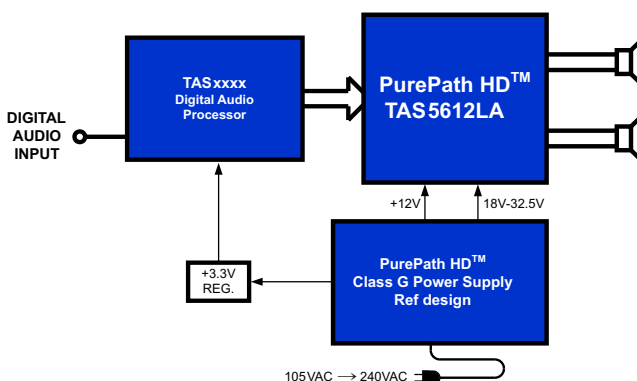 TASxxxx
Digital Audio
Processor
PurePath HD™
TAS5612LA
DIGITAL
AUDIO
INPUT
+12V
18V-32.5V
+3.3V
REG.
PurePath HD™
Class G Power Supply
Ref design
105VAC → 240VAC